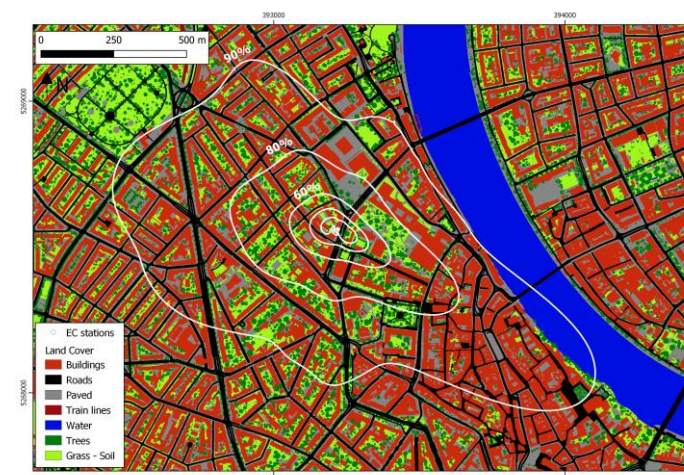 393000
394000
0 250 500 m
N
90%
80%
60%
5269000
5268000
EC stations
Land Cover
Buildings
Roads
Paved
Train lines
Water
Trees
Grass - Soil